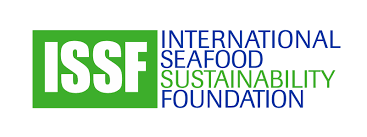 ISSF
INTERNATIONAL
SEAFOOD
SUSTAINABILITY
FOUNDATION